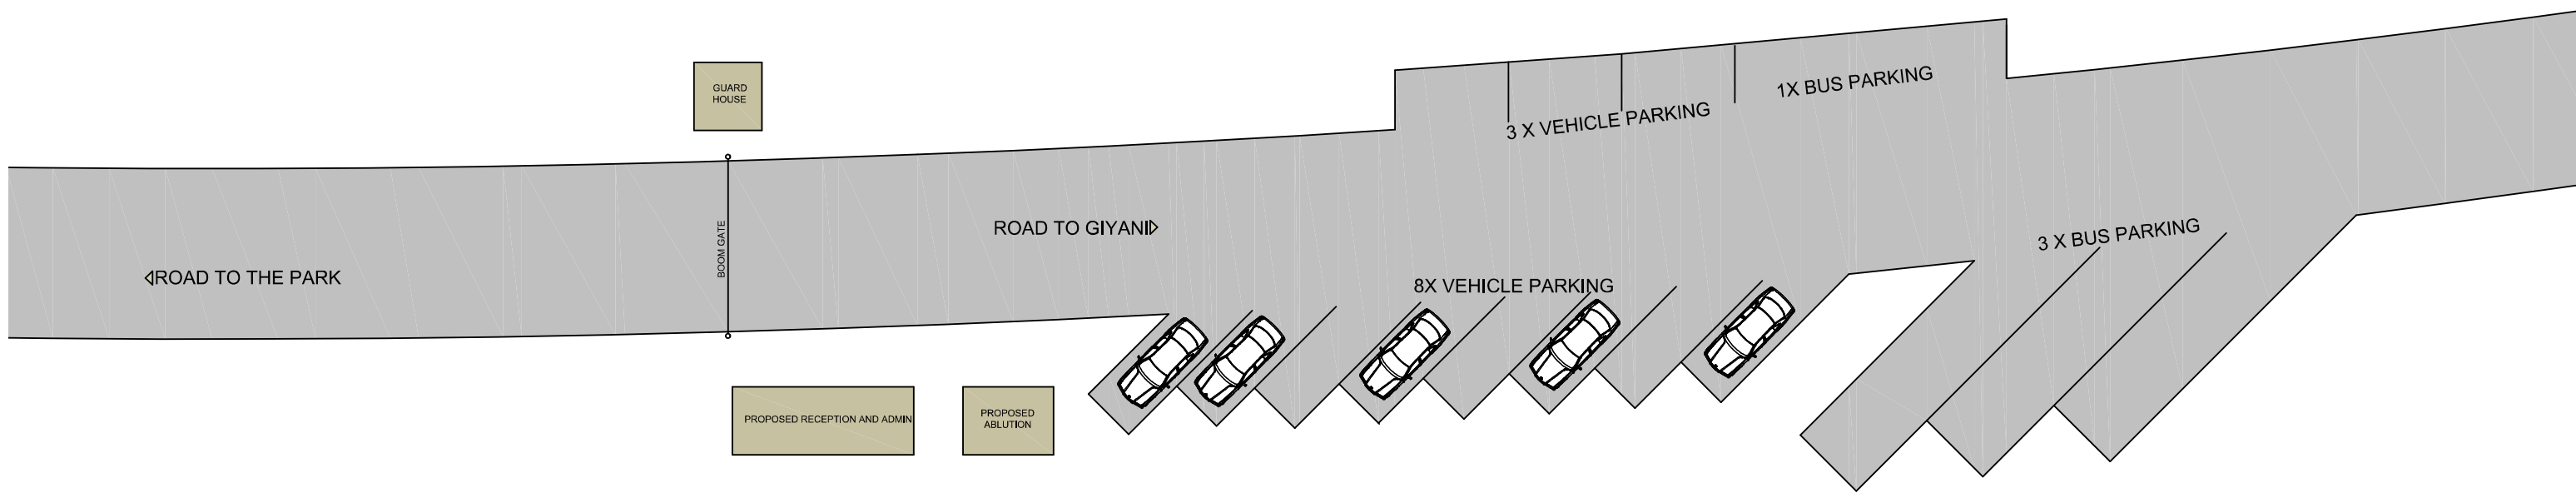 GUARD
HOUSE
1X BUS PARKING
3 X VEHICLE PARKING
BOOM GATE
ROAD TO GIYANI
ROAD TO THE PARK
3 X BUS PARKING
8X VEHICLE PARKING
PROPOSED RECEPTION AND ADMIN
PROPOSED
ABLUTION